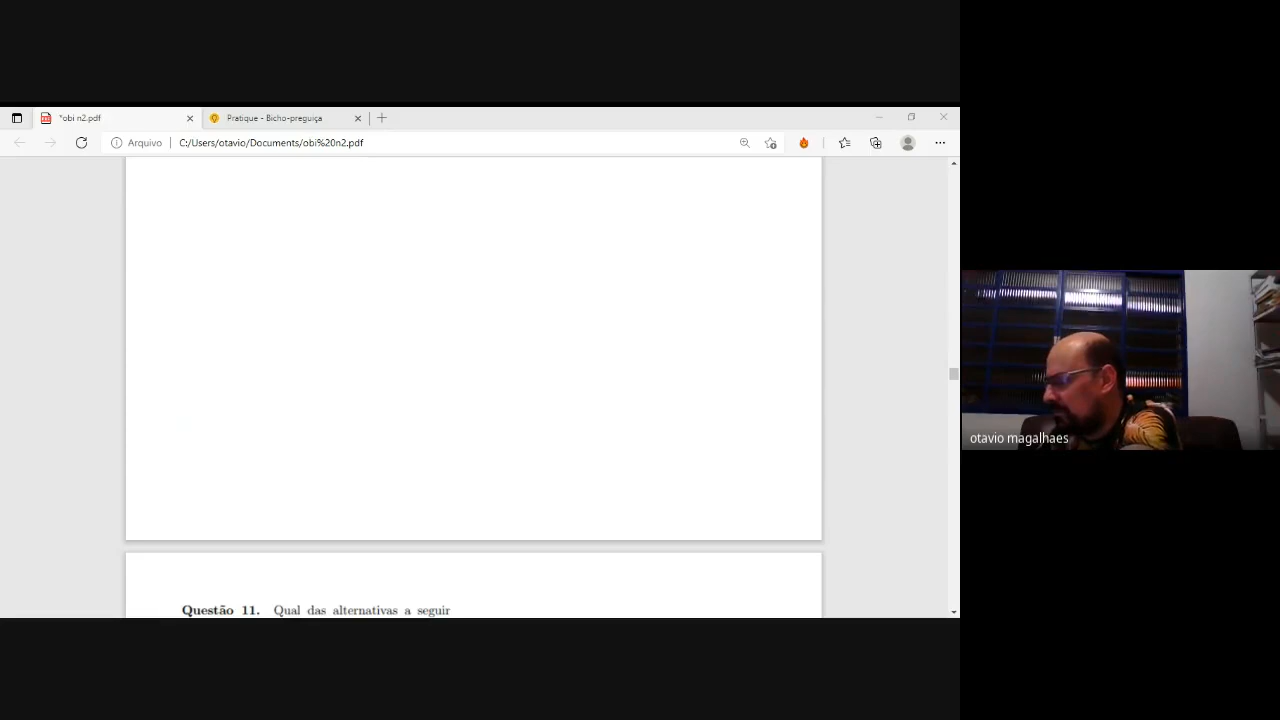 *obi n2.pdf
Pratique - Bicho-preguiça
Arquivo
C:/Users/otavio/Documents/obi%20n2.pdf
otavio magalhaes
Questão 11. Qual das alternativas a seguir